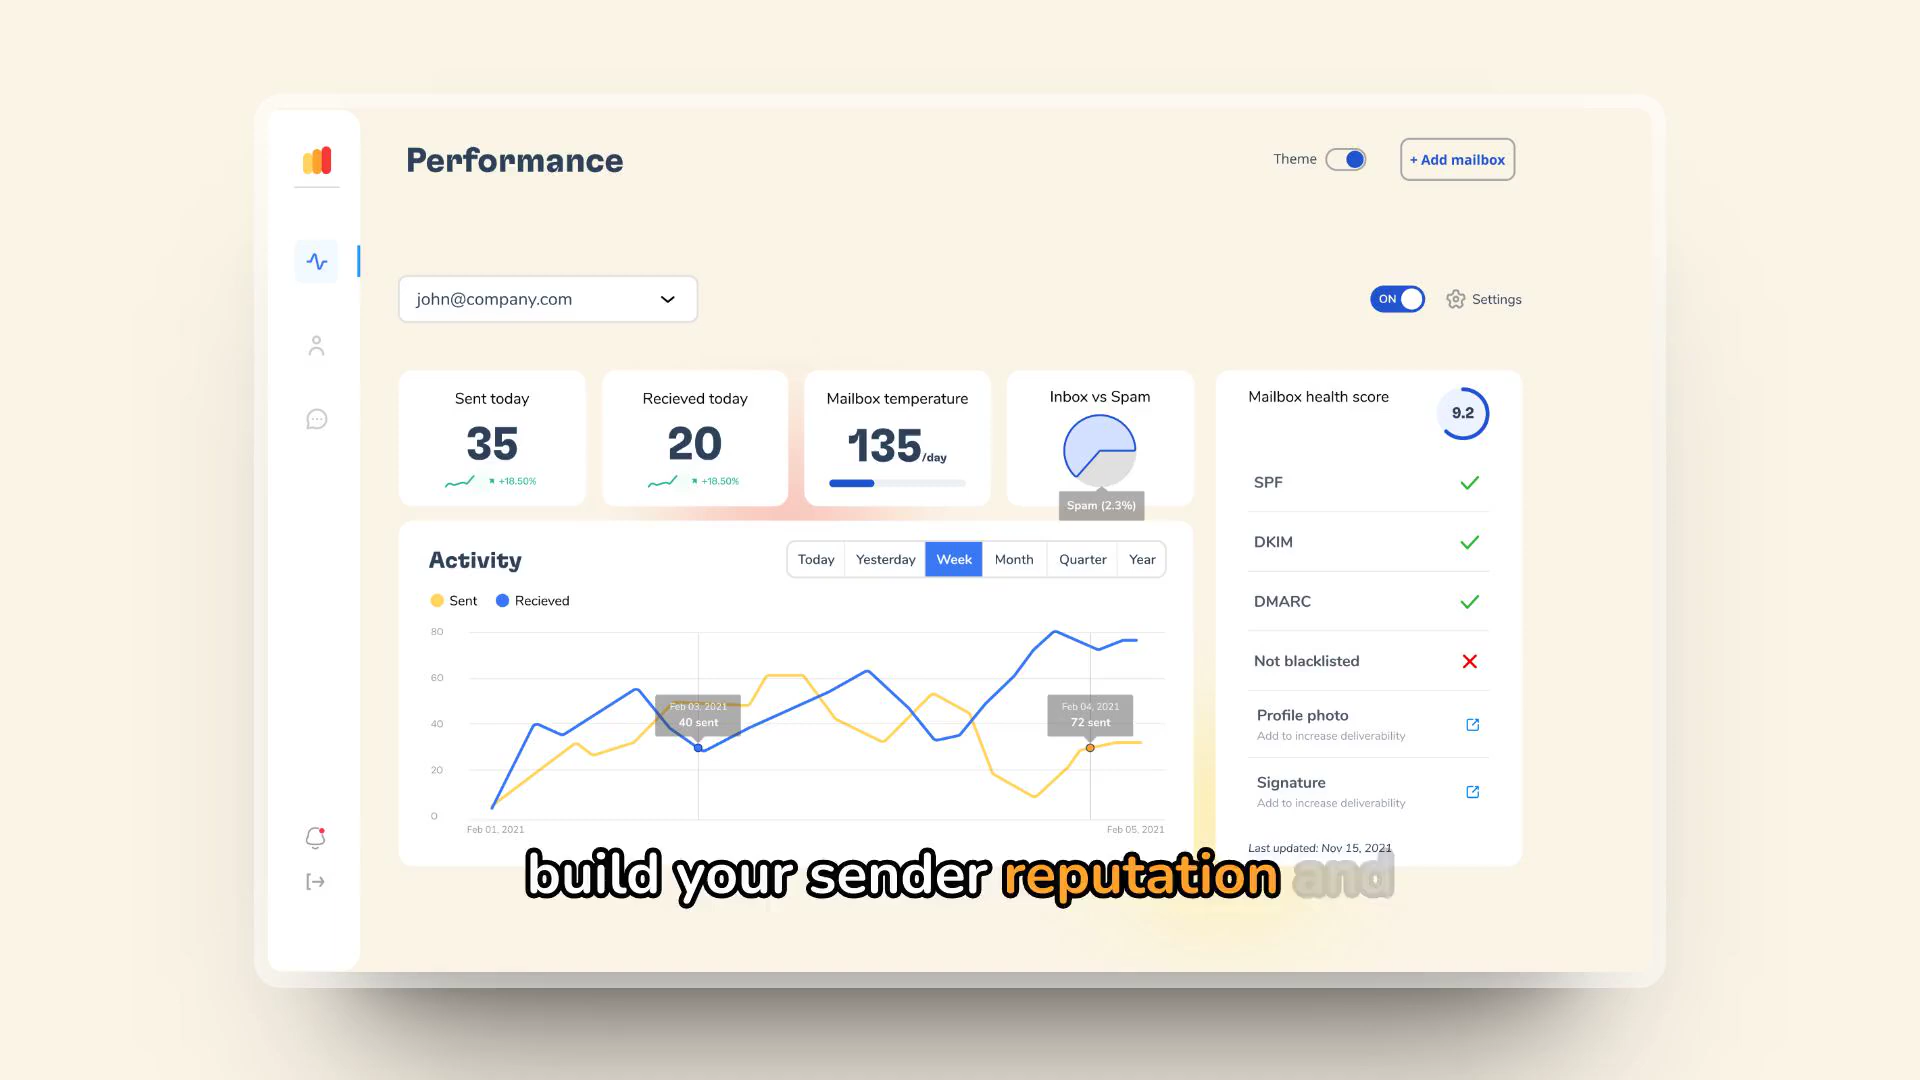 Performance
Theme
+ Add mailbox
john@company.com
ON
Settings
Sent today
35
+18.50%
Recieved today
20
+18.50%
Mailbox temperature
135/day
Inbox vs Spam
Spam (2.3%)
Mailbox health score
9.2
SPF
DKIM
DMARC
Not blacklisted
Profile photo
Add to increase deliverability
Signature
Add to increase deliverability
Last updated: Nov 15, 2021
Activity
Today Yesterday Week Month Quarter Year
Sent Recieved
80
60
40
20
0
Feb 03, 2021
40 sent
Feb 04, 2021
72 sent
Feb 01, 2021
Feb 05, 2021
build your sender reputation and